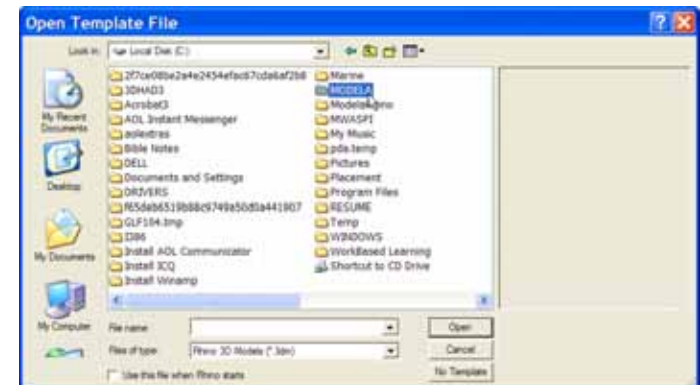 Open Template File
Look in: Local Disk (C:)
My Recent Documents
Desktop
My Documents
My Computer
2f7ce08be2a4e2454efac67cda6af2b8
3DHAD3
Acrobat3
AOL Instant Messenger
aolextras
Bible Notes
DELL
Documents and Settings
DRIVERS
f65deb6519b88c9749a50d0a441907
GLF104.tmp
I386
Install AOL Communicator
Install ICQ
Install Winamp
Marine
MODELA
MWASPI
My Music
pda.temp
Pictures
Placement
Program Files
RESUME
Temp
WINDOWS
WorkBased Learning
Shortcut to CD Drive
File name:
Open
Files of type: Rhino 3D Models (*.3dm)
Cancel
Use this file when Rhino starts
No Template